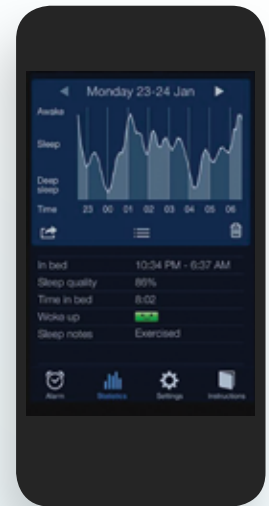 Monday 23-24 Jan
Awake
Sleep
Deep
sleep
Time 23 00 01 02 03 04 05 06
In bed 10:34 PM - 6:37 AM
Sleep quality 86%
Time in bed 8:02
Woke up
Sleep notes Exercised
Alarm Statistics Settings Instructions